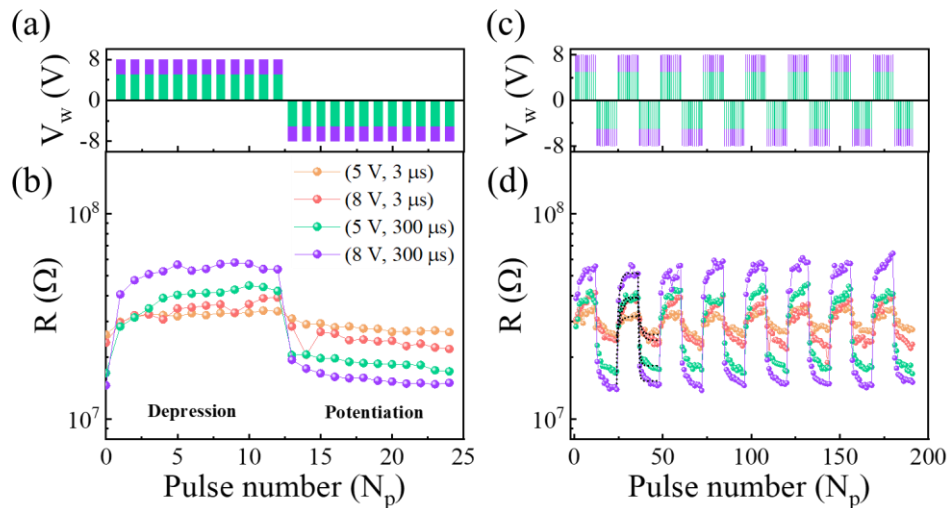 (a)
(c)
8
0
-8
V_w (V)
8
0
-8
V_w (V)
(b)
(d)
(5 V, 3 μs)
(8 V, 3 μs)
(5 V, 300 μs)
(8 V, 300 μs)
10^8
10^7
R (Ω)
Depression
Potentiation
0 5 10 15 20 25
Pulse number (N_p)
10^8
10^7
R (Ω)
0 50 100 150 200
Pulse number (N_p)